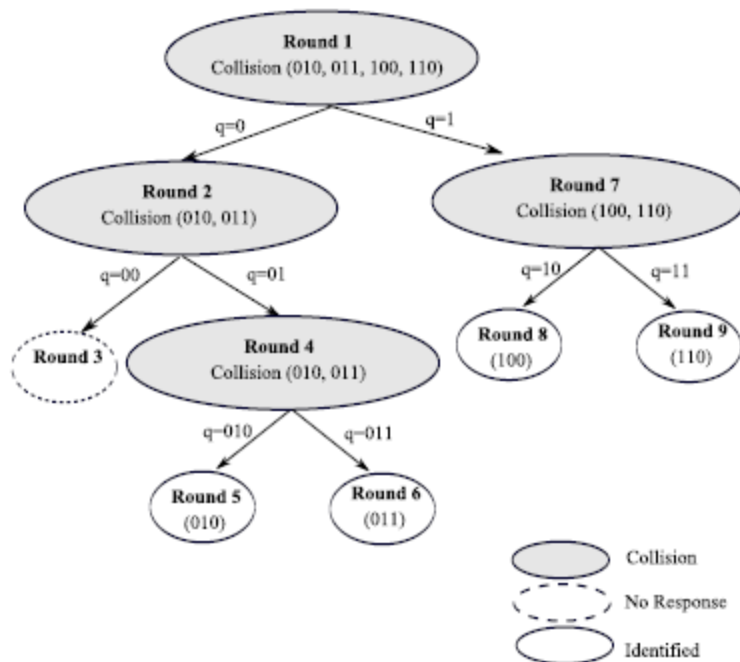 Round 1
Collision (010, 011, 100, 110)
q=0
q=1
Round 2
Collision (010, 011)
Round 7
Collision (100, 110)
q=00
q=01
q=10
q=11
Round 3
Round 4
Collision (010, 011)
Round 8
(100)
Round 9
(110)
q=010
q=011
Round 5
(010)
Round 6
(011)
Collision
No Response
Identified